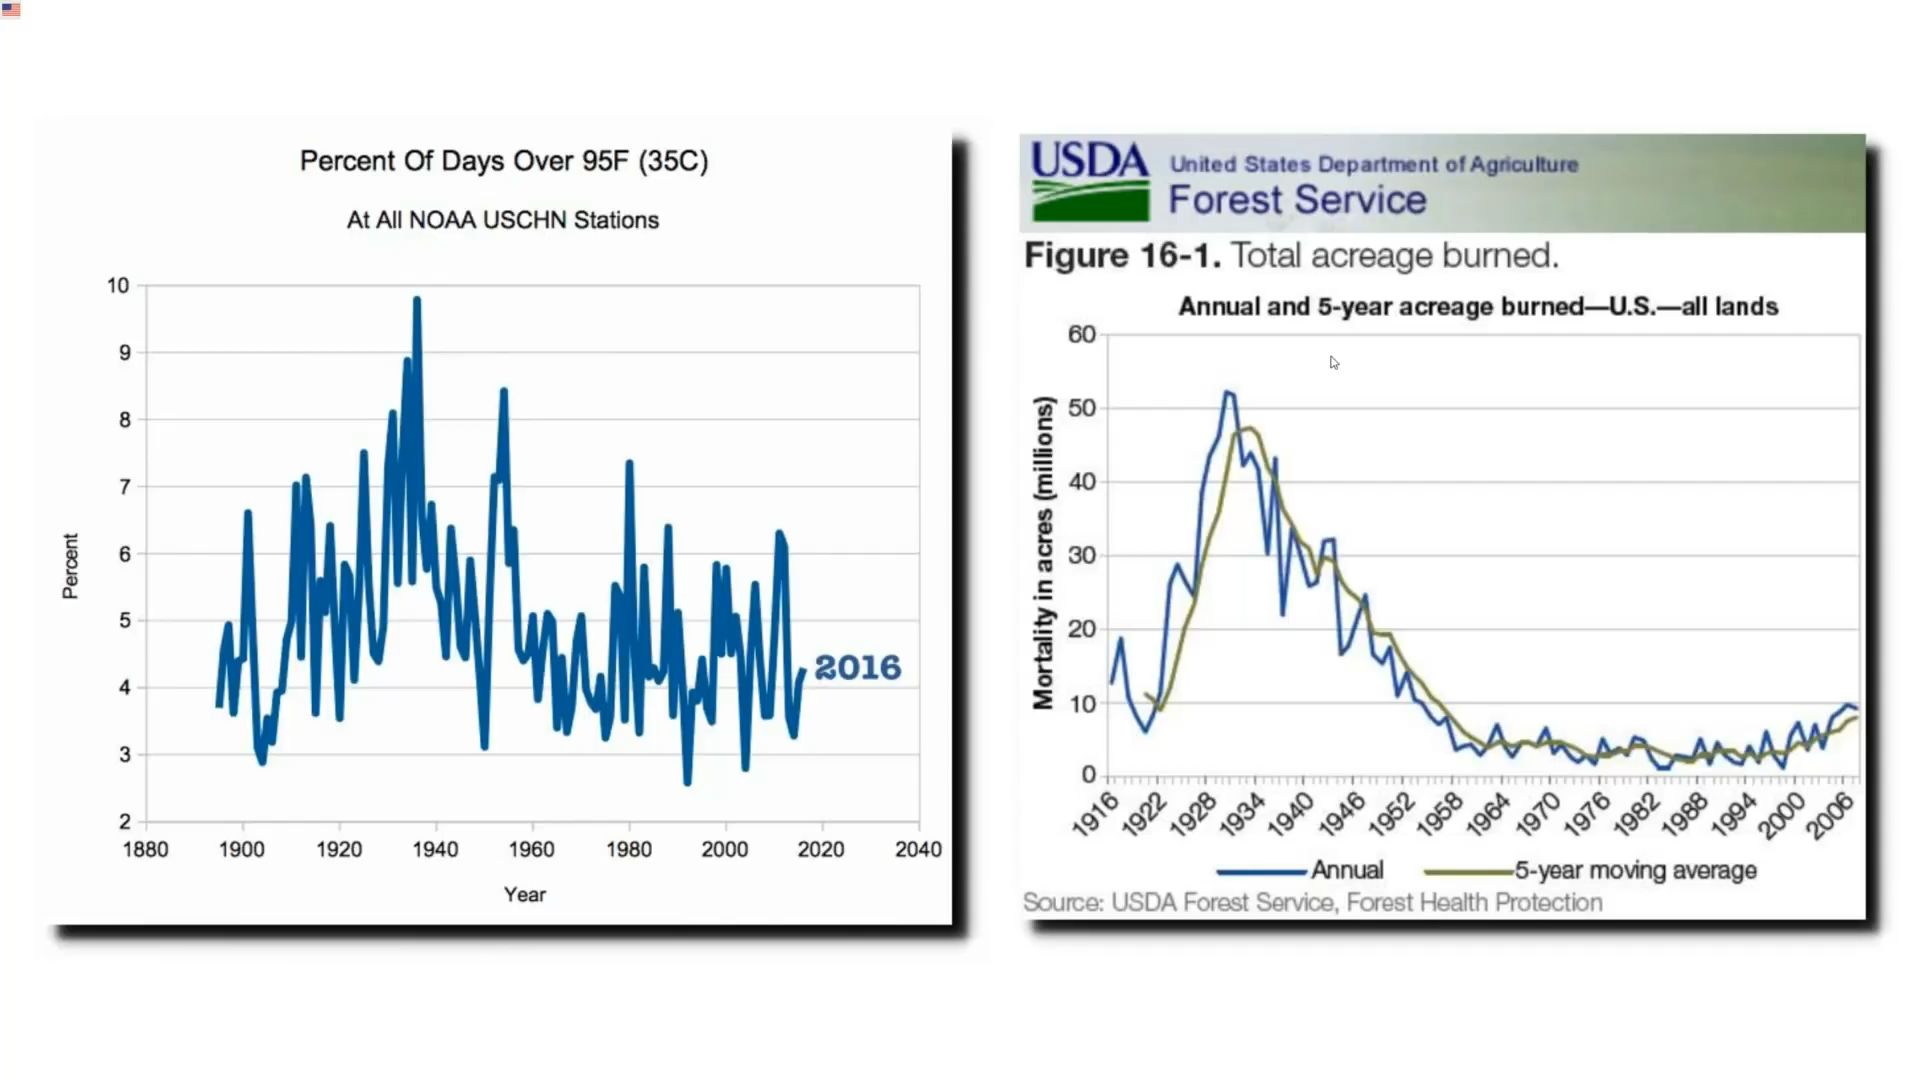 Percent Of Days Over 95F (35C)
At All NOAA USCHN Stations
10
9
8
7
6
5
4
3
2
Percent
2016
1880 1900 1920 1940 1960 1980 2000 2020 2040
Year
USDA
United States Department of Agriculture
Forest Service
Figure 16-1. Total acreage burned.
Annual and 5-year acreage burned—U.S.—all lands
60
50
40
30
20
10
0
Mortality in acres (millions)
1916 1922 1928 1934 1940 1946 1952 1958 1964 1970 1976 1982 1988 1994 2000 2006
Annual 5-year moving average
Source: USDA Forest Service, Forest Health Protection